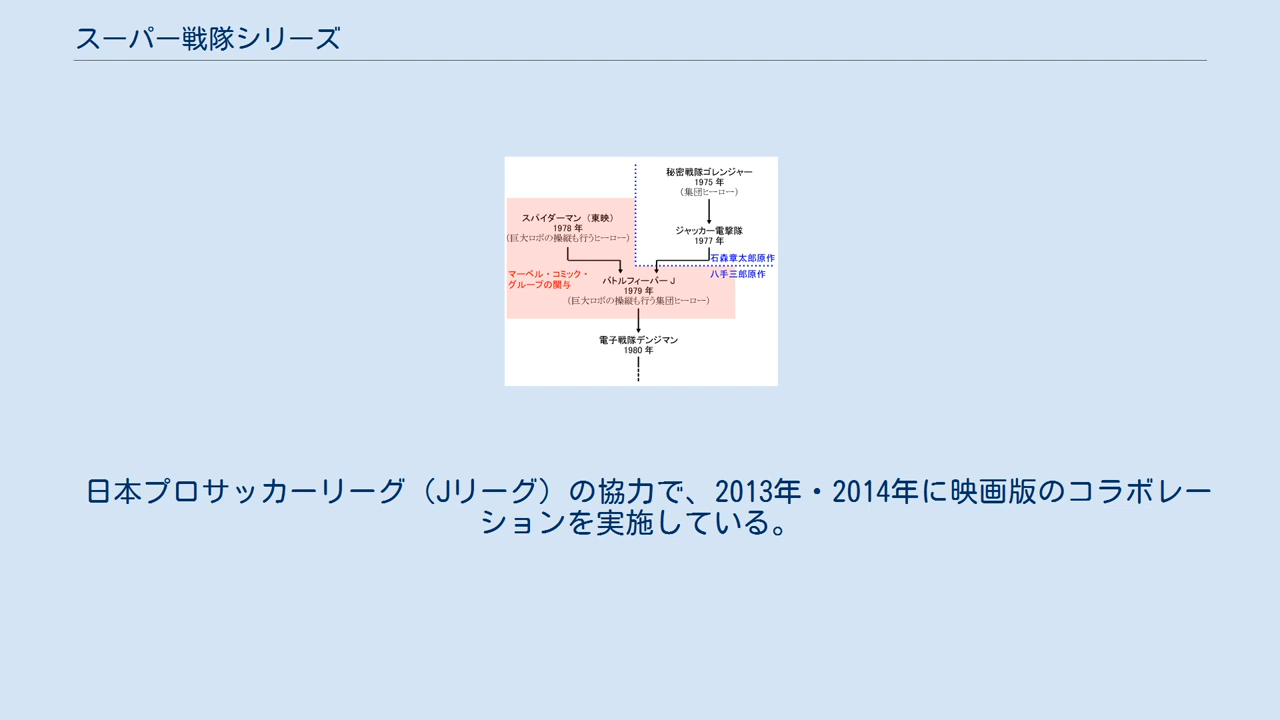 スーパー戦隊シリーズ
秘密戦隊ゴレンジャー
1975 年
（集団ヒーロー）
スパイダーマン（東映）
1978 年
（巨大ロボの操縦も行うヒーロー）
ジャッカー電撃隊
1977 年
石森章太郎原作
八手三郎原作
マーベル・コミック・
グループの関与
バトルフィーバー J
1979 年
（巨大ロボの操縦も行う集団ヒーロー）
電子戦隊デンジマン
1980 年
日本プロサッカーリーグ（Jリーグ）の協力で、2013年・2014年に映画版のコラボレー
ションを実施している。